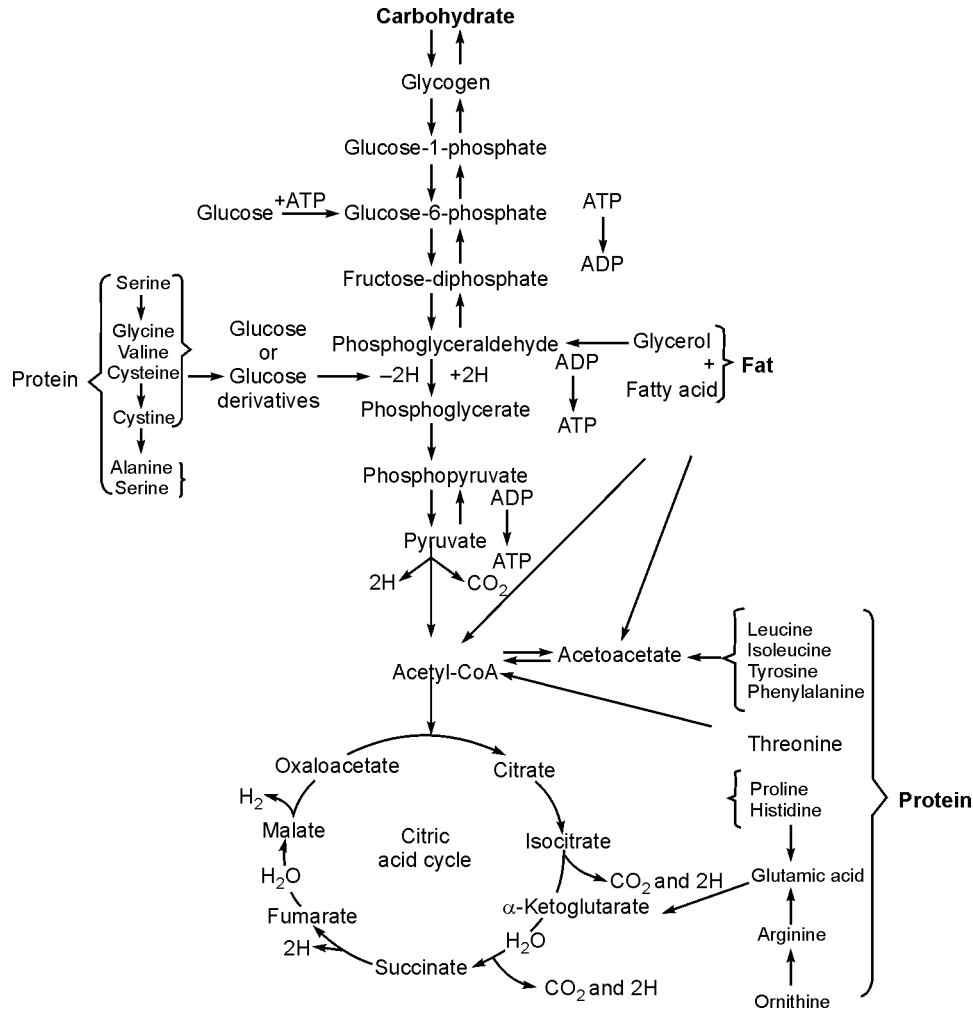 Carbohydrate
Glycogen
Glucose-1-phosphate
Glucose
+ATP
Glucose-6-phosphate
ATP
ADP
Fructose-diphosphate
Protein
Serine
Glycine
Valine
Cysteine
Cystine
Alanine
Serine
Glucose
or
Glucose
derivatives
Phosphoglyceraldehyde
Glycerol
+
Fatty acid
Fat
–2H
+2H
ADP
ATP
Phosphoglycerate
Phosphopyruvate
ADP
ATP
Pyruvate
2H
CO2
Acetyl-CoA
Acetoacetate
Leucine
Isoleucine
Tyrosine
Phenylalanine
Threonine
Proline
Histidine
Glutamic acid
Arginine
Ornithine
Protein
Oxaloacetate
Citrate
H2
Malate
Citric
acid cycle
Isocitrate
CO2 and 2H
H2O
α-Ketoglutarate
Fumarate
H2O
2H
Succinate
CO2 and 2H